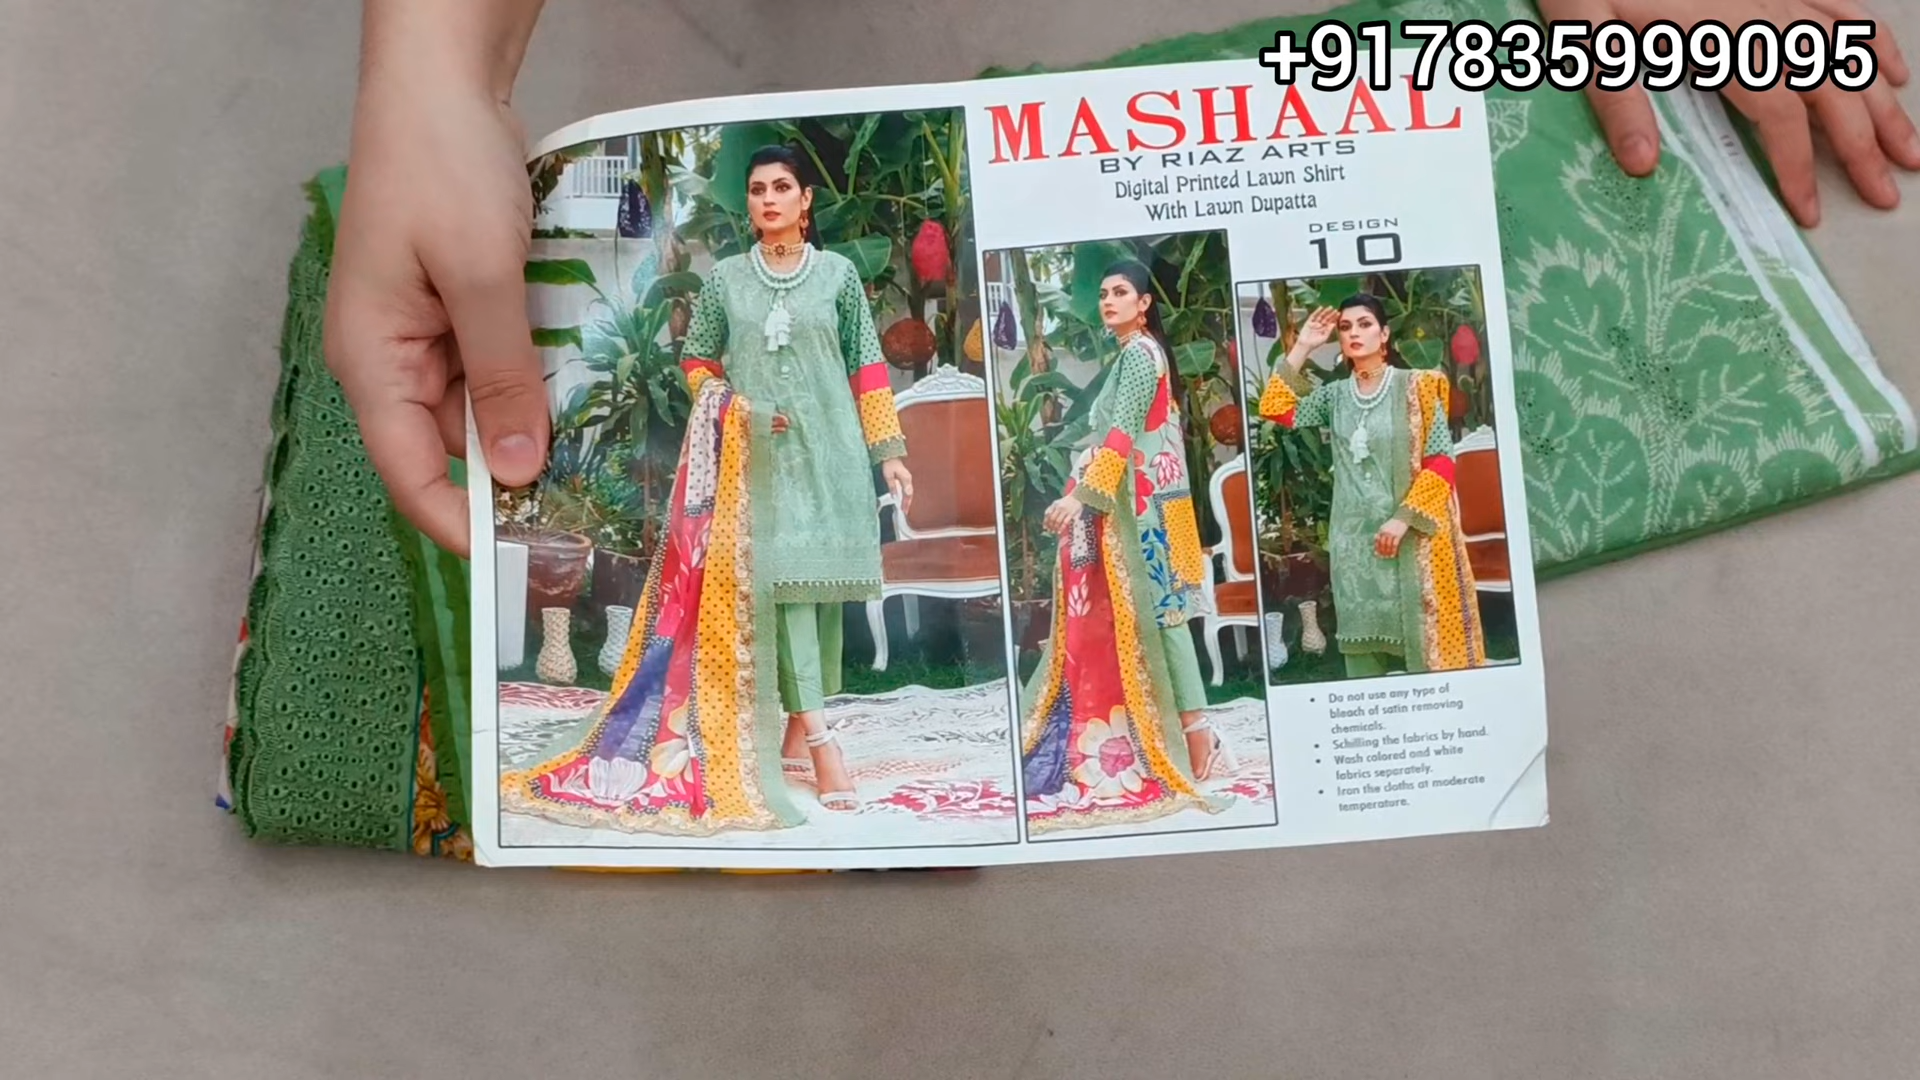 +917835999095
MASHAAL
BY RIAZ ARTS
Digital Printed Lawn Shirt
With Lawn Dupatta
DESIGN
10
• Do not use any type of
bleach of satin removing
chemicals.
• Schilling the fabrics by hand.
• Wash colored and white
fabrics separately.
• Iron the cloths at moderate
temperature.